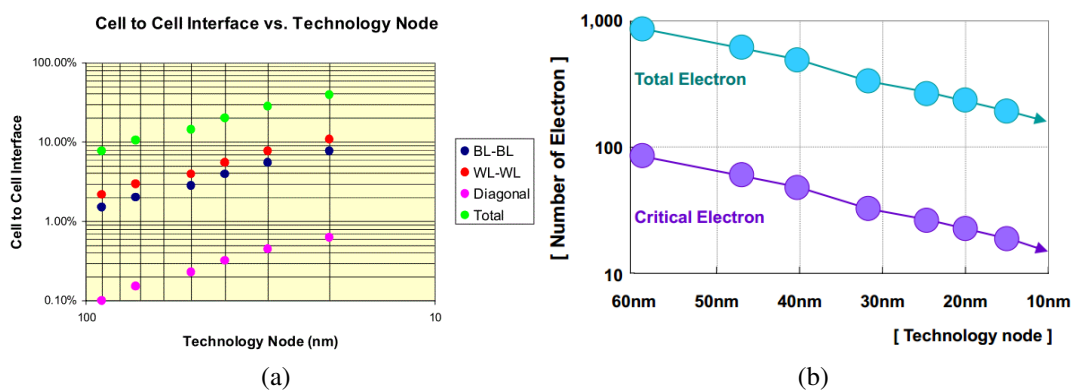 Cell to Cell Interface vs. Technology Node
Cell to Cell Interface
100.00%
10.00%
1.00%
0.10%
100
10
Technology Node (nm)
BL-BL
WL-WL
Diagonal
Total
(a)
[ Number of Electron ]
1,000
100
10
Total Electron
Critical Electron
60nm 50nm 40nm 30nm 20nm 10nm
[ Technology node ]
(b)